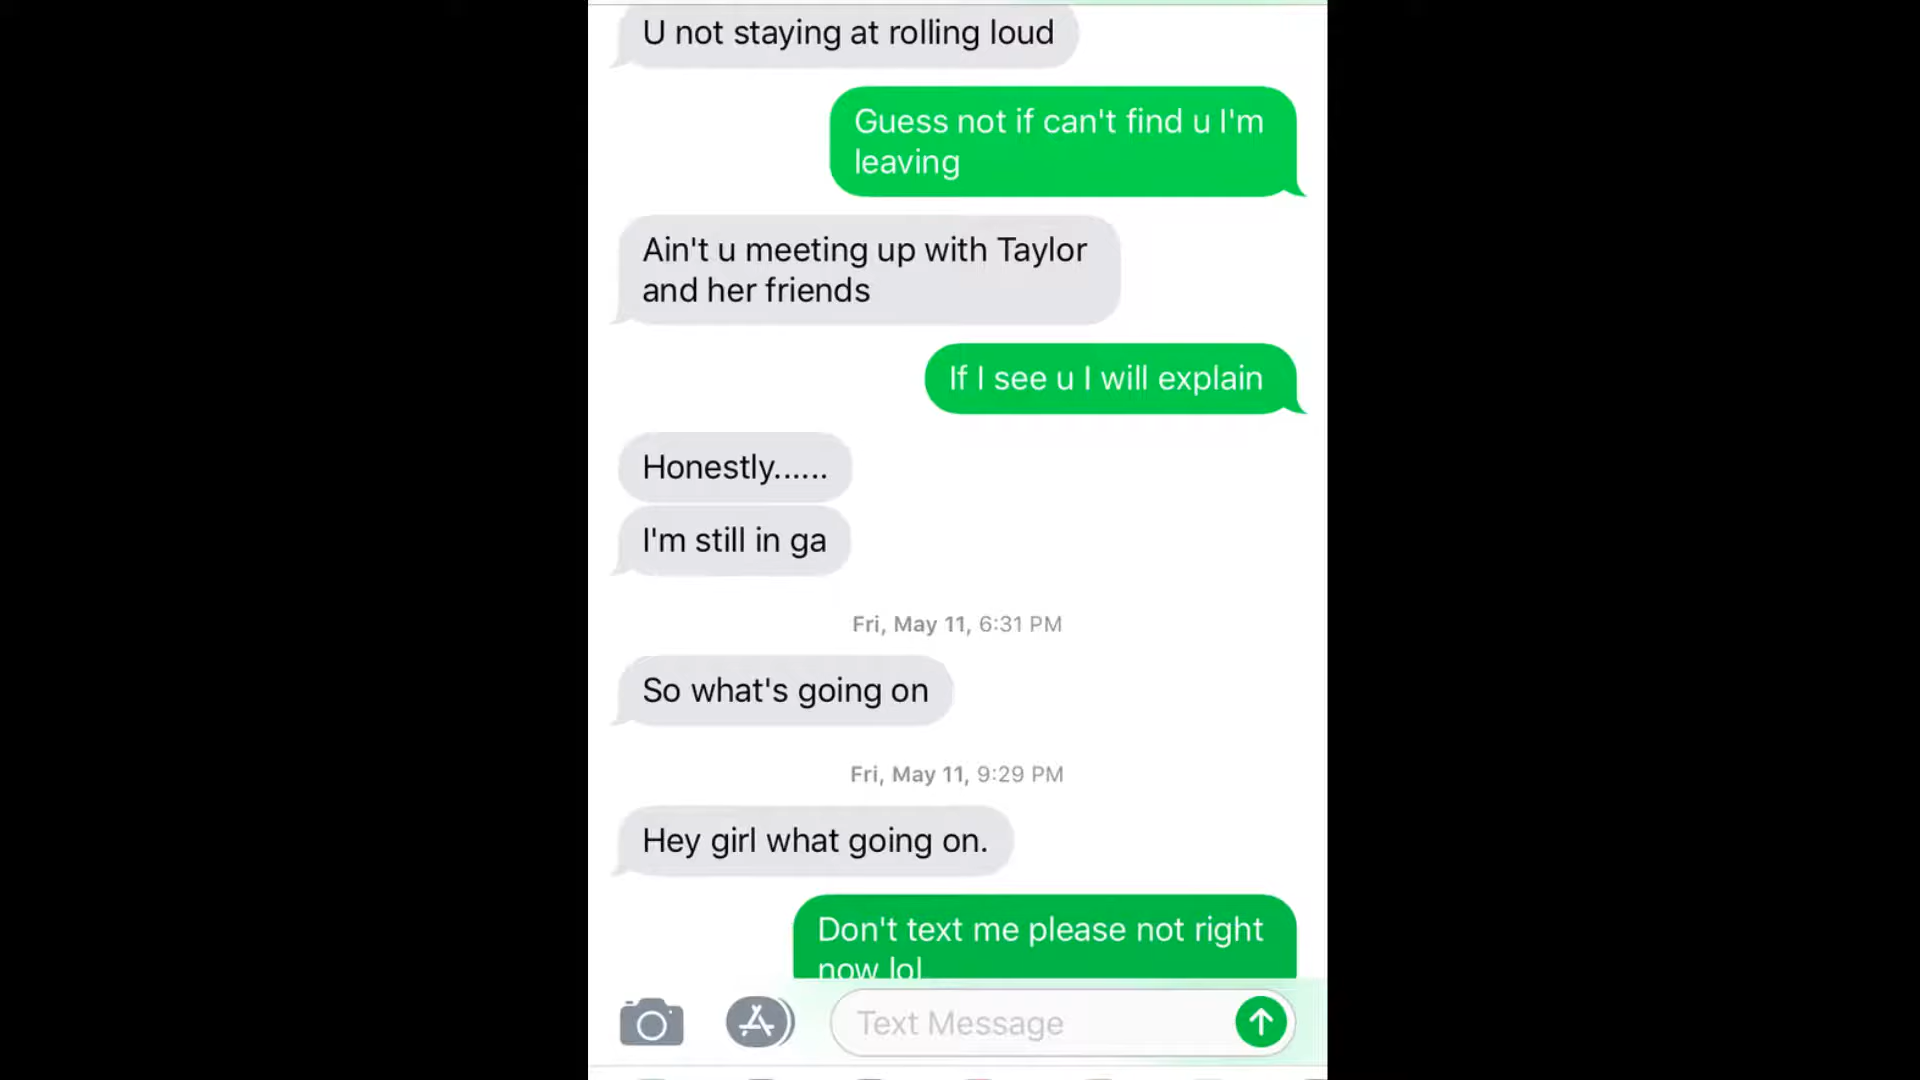 U not staying at rolling loud
Guess not if can't find u I'm
leaving
Ain't u meeting up with Taylor
and her friends
If I see u I will explain
Honestly......
I'm still in ga
Fri, May 11, 6:31 PM
So what's going on
Fri, May 11, 9:29 PM
Hey girl what going on.
Don't text me please not right
now lol
Text Message